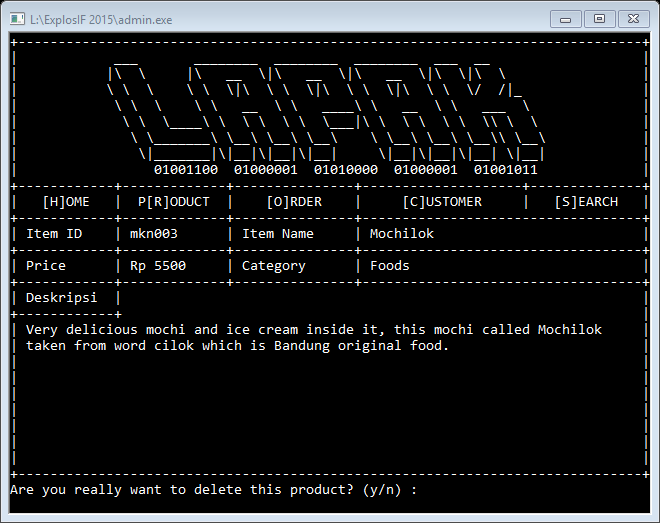 L:\ExplosIF 2015\admin.exe
LAPAK
01001100 01000001 01010000 01000001 01001011
[H]OME P[R]ODUCT [O]RDER [C]USTOMER [S]EARCH
Item ID mkn003 Item Name Mochilok
Price Rp 5500 Category Foods
Deskripsi
Very delicious mochi and ice cream inside it, this mochi called Mochilok
taken from word cilok which is Bandung original food.
Are you really want to delete this product? (y/n) :